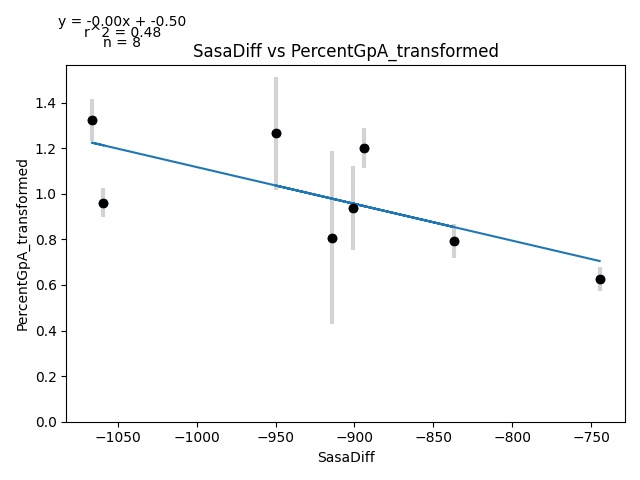 y = -0.00x + -0.50
r^2 = 0.48
n = 8
SasaDiff vs PercentGpA_transformed
PercentGpA_transformed
1.4
1.2
1.0
0.8
0.6
0.4
0.2
0.0
−1050 −1000 −950 −900 −850 −800 −750
SasaDiff